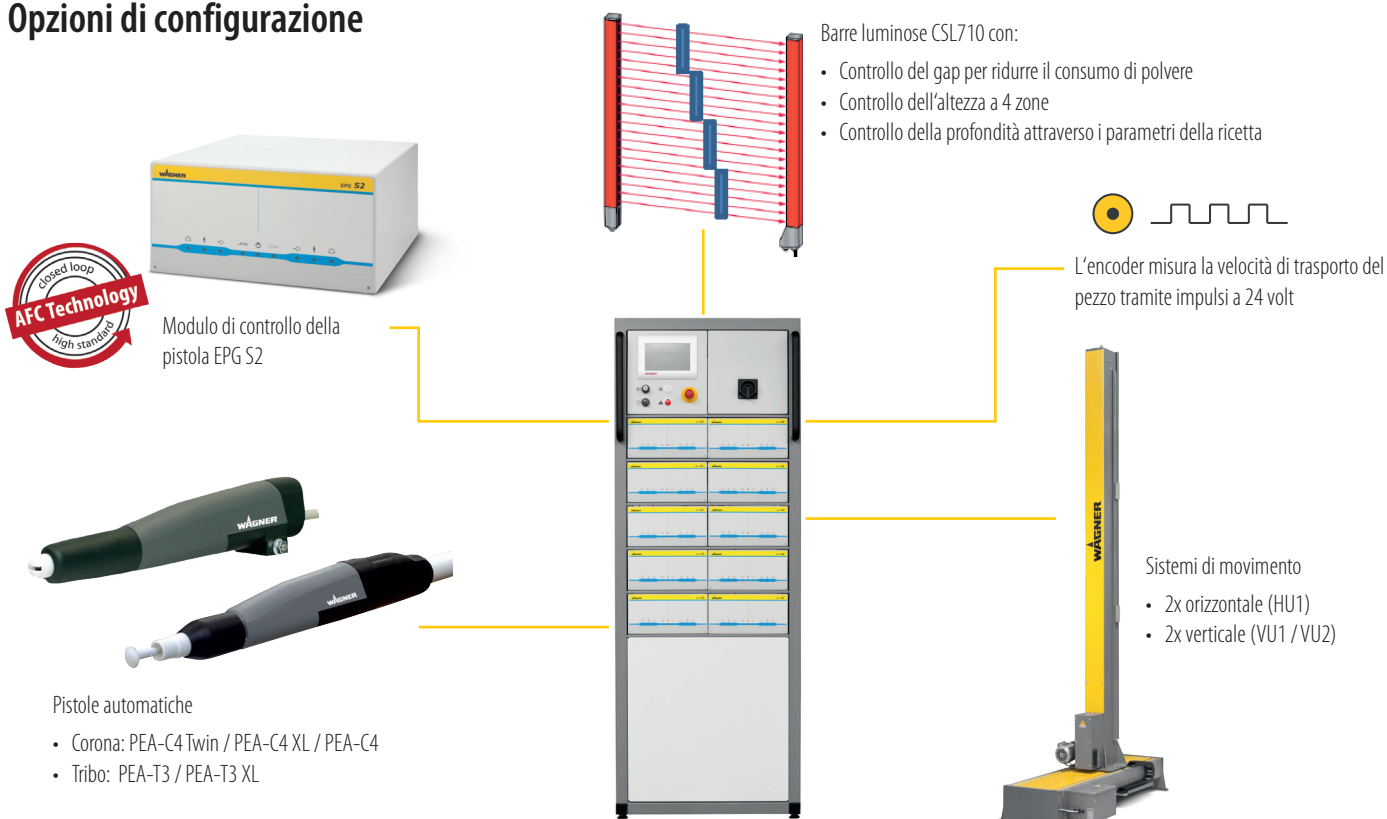 Opzioni di configurazione
Barre luminose CSL710 con:
• Controllo del gap per ridurre il consumo di polvere
• Controllo dell'altezza a 4 zone
• Controllo della profondità attraverso i parametri della ricetta
WAGNER
EPG S2
closed loop
AFC Technology
high standard
Modulo di controllo della
pistola EPG S2
L'encoder misura la velocità di trasporto del
pezzo tramite impulsi a 24 volt
WAGNER
WAGNER
WAGNER
Sistemi di movimento
• 2x orizzontale (HU1)
• 2x verticale (VU1 / VU2)
Pistole automatiche
• Corona: PEA-C4 Twin / PEA-C4 XL / PEA-C4
• Tribo: PEA-T3 / PEA-T3 XL